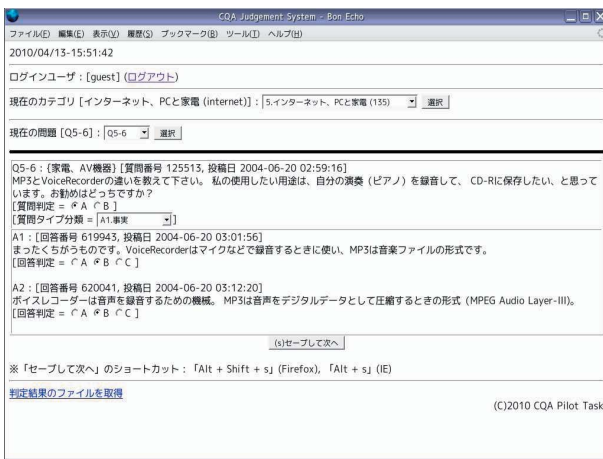 CQA Judgement System - Bon Echo
ファイル(F) 編集(E) 表示(V) 履歴(S) ブックマーク(B) ツール(T) ヘルプ(H)
2010/04/13-15:51:42
ログインユーザ : [guest] (ログアウト)
現在のカテゴリ [インターネット、PCと家電 (internet)] : 5.インターネット、PCと家電 (135) 選択
現在の問題 [Q5-6] : Q5-6 選択
Q5-6 : {家電、AV機器} [質問番号 125513, 投稿日 2004-06-20 02:59:16]
MP3とVoiceRecorderの違いを教えて下さい。 私の使用したい用途は、自分の演奏（ピアノ）を録音して、 CD-Rに保存したい、と思って
います。お勧めはどっちですか？
[質問判定 = A B ]
[質問タイプ分類 = A1.事実 ]
A1 : [回答番号 619943, 投稿日 2004-06-20 03:01:56]
まったくちがうものです。VoiceRecorderはマイクなどで録音するときに使い、MP3は音楽ファイルの形式です。
[回答判定 = A B C ]
A2 : [回答番号 620041, 投稿日 2004-06-20 03:12:20]
ボイスレコーダーは音声を録音するための機械。 MP3は音声をデジタルデータとして圧縮するときの形式 (MPEG Audio Layer-III)。
[回答判定 = A B C ]
(s)セーブして次へ
※「セーブして次へ」のショートカット : 「Alt + Shift + s」(Firefox), 「Alt + s」(IE)
判定結果のファイルを取得
(C)2010 CQA Pilot Task